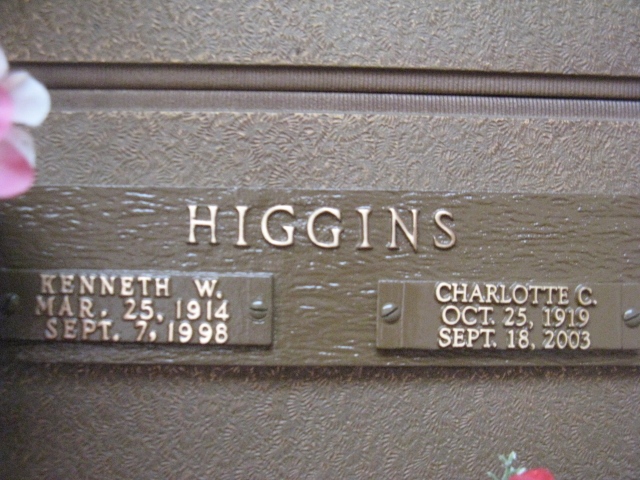 HIGGINS
KENNETH W.
MAR. 25, 1914
SEPT. 7, 1998
CHARLOTTE C.
OCT. 25, 1919
SEPT. 18, 2003